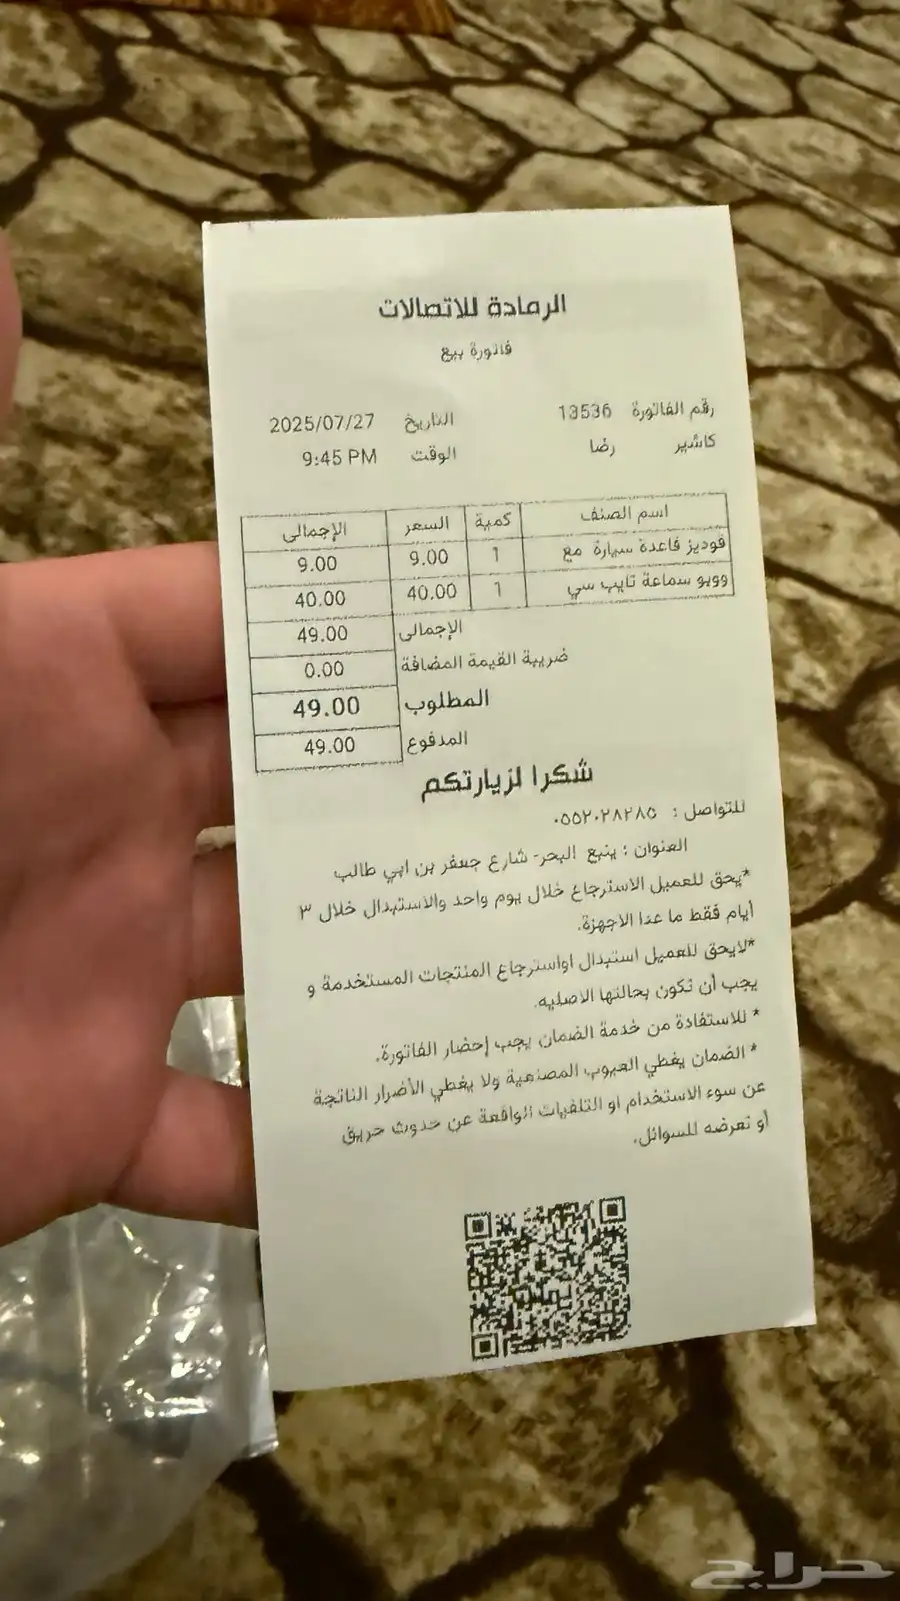 الرمادة للاتصالات
فاتورة بيع
رقم الفاتورة 13536 التاريخ 2025/07/27
كاشير رضا الوقت 9:45 PM
اسم الصنف كمية السعر الإجمالى
فوديز قاعدة سيارة مع 1 9.00 9.00
ووبو سماعة تايب سي 1 40.00 40.00
الإجمالى 49.00
ضريبة القيمة المضافة 0.00
المطلوب 49.00
المدفوع 49.00
شكرا لزيارتكم
للتواصل : ٠٥٥٢٠٢٨٢٨٥
العنوان : ينبع البحر- شارع جعفر بن ابي طالب
*يحق للعميل الاسترجاع خلال يوم واحد والاستبدال خلال ٣
أيام فقط ما عدا الاجهزة.
*لايحق للعميل استبدال اواسترجاع المنتجات المستخدمة و
يجب أن تكون بحالتها الاصليه.
* للاستفادة من خدمة الضمان يجب إحضار الفاتورة.
* الضمان يغطي العيوب المصنعية ولا يغطي الأضرار الناتجة
عن سوء الاستخدام او التلفيات الواقعة عن حدوث حريق
أو تعرضه للسوائل.
حراج